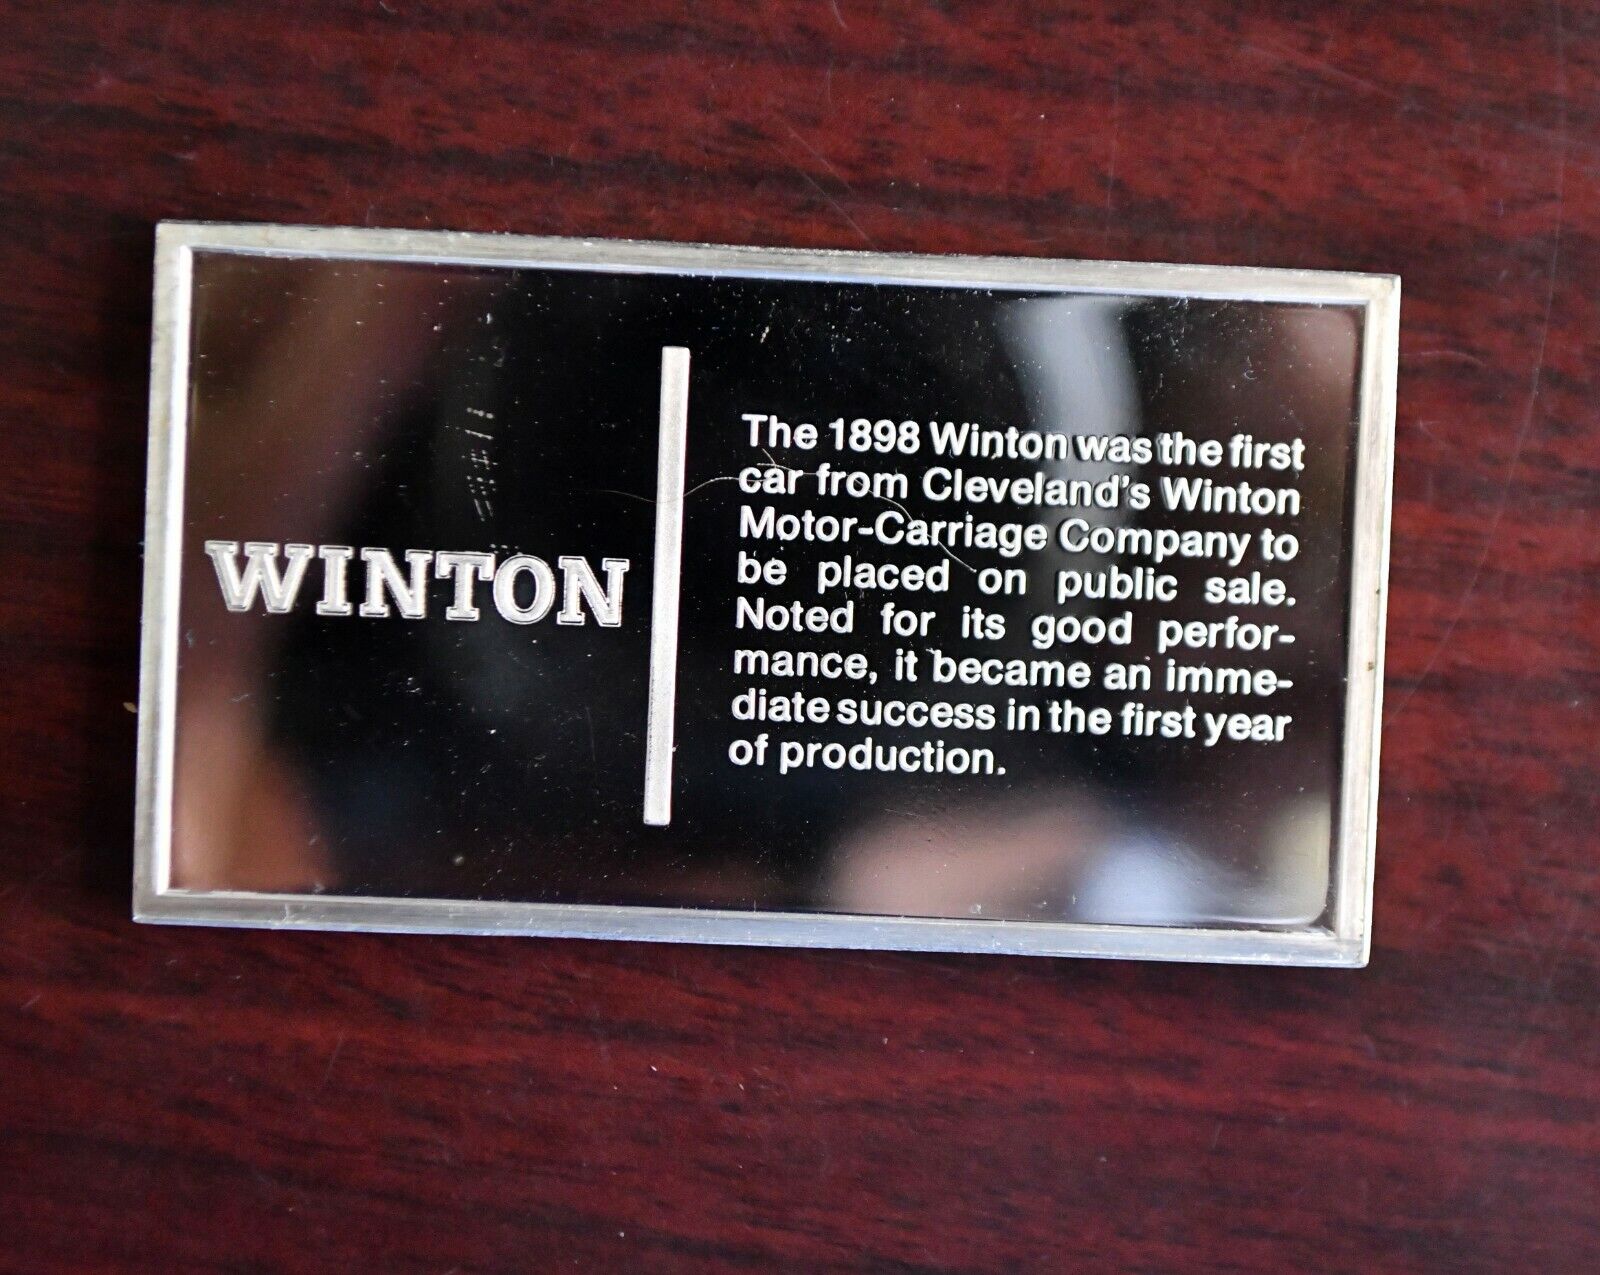 WINTON
The 1898 Winton was the first
car from Cleveland's Winton
Motor-Carriage Company to
be placed on public sale.
Noted for its good perfor-
mance, it became an imme-
diate success in the first year
of production.